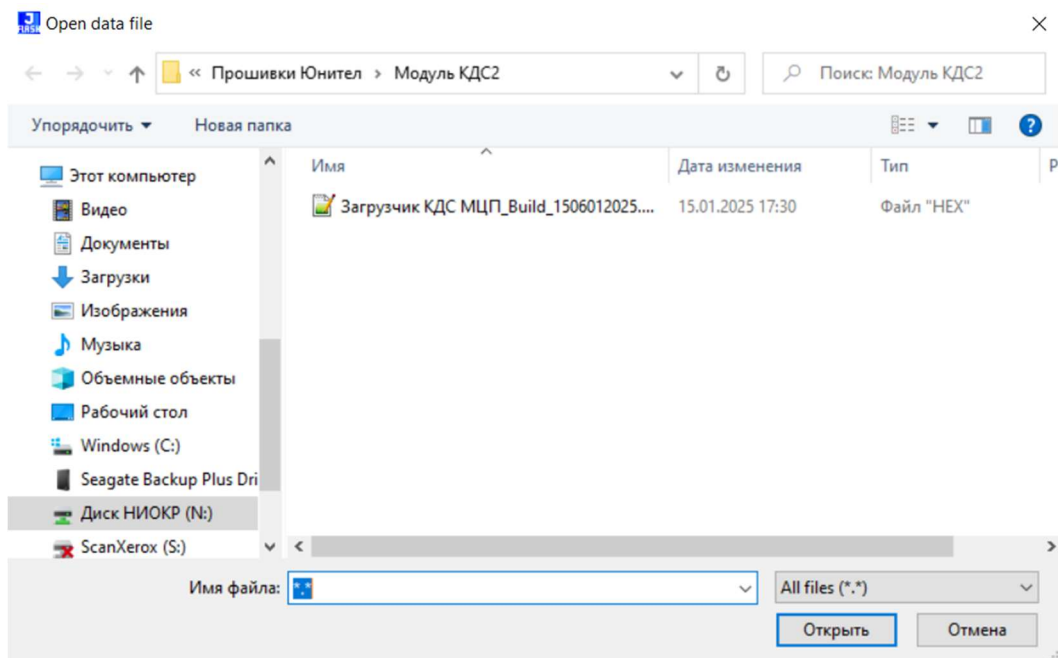 J
FLASH
Open data file
« Прошивки Юнител › Модуль КДС2
Поиск: Модуль КДС2
Упорядочить
Новая папка
?
Имя
Дата изменения
Тип
Р
Загрузчик КДС МЦП_Build_1506012025....
15.01.2025 17:30
Файл "HEX"
Этот компьютер
Видео
Документы
Загрузки
Изображения
Музыка
Объемные объекты
Рабочий стол
Windows (C:)
Seagate Backup Plus Dri
Диск НИОКР (N:)
ScanXerox (S:)
Имя файла:
*.*
All files (*.*)
Открыть
Отмена